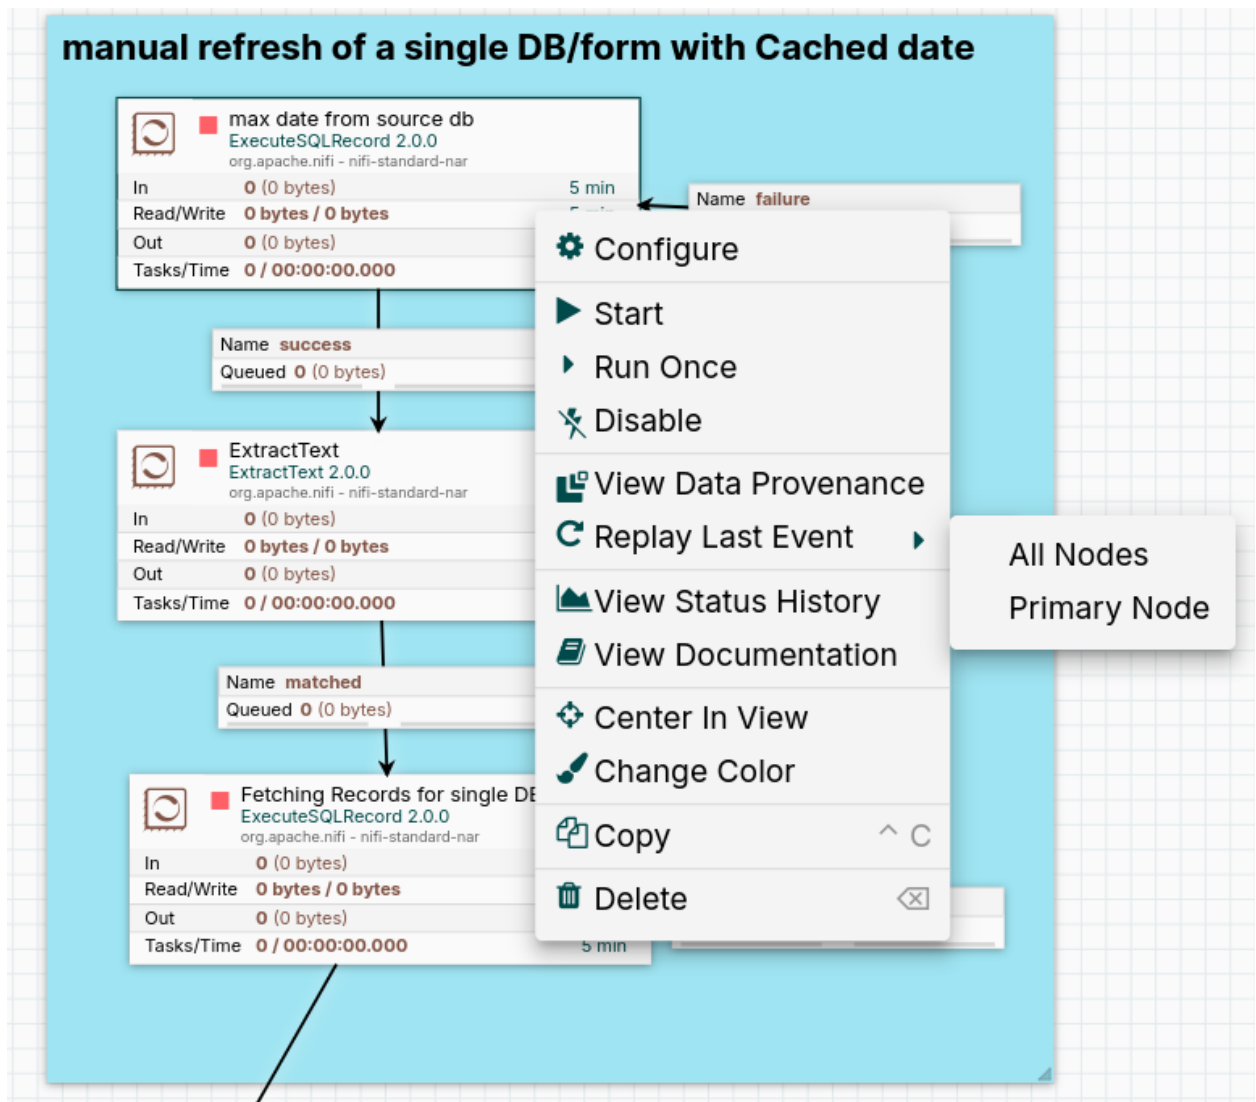 manual refresh of a single DB/form with Cached date
max date from source db
ExecuteSQLRecord 2.0.0
org.apache.nifi - nifi-standard-nar
In 0 (0 bytes) 5 min
Read/Write 0 bytes / 0 bytes 5 min
Out 0 (0 bytes)
Tasks/Time 0 / 00:00:00.000
Name failure
Name success
Queued 0 (0 bytes)
ExtractText
ExtractText 2.0.0
org.apache.nifi - nifi-standard-nar
In 0 (0 bytes)
Read/Write 0 bytes / 0 bytes
Out 0 (0 bytes)
Tasks/Time 0 / 00:00:00.000
Name matched
Queued 0 (0 bytes)
Fetching Records for single DB
ExecuteSQLRecord 2.0.0
org.apache.nifi - nifi-standard-nar
In 0 (0 bytes)
Read/Write 0 bytes / 0 bytes
Out 0 (0 bytes)
Tasks/Time 0 / 00:00:00.000 5 min
Configure
Start
Run Once
Disable
View Data Provenance
Replay Last Event
All Nodes
Primary Node
View Status History
View Documentation
Center In View
Change Color
Copy ^ C
Delete